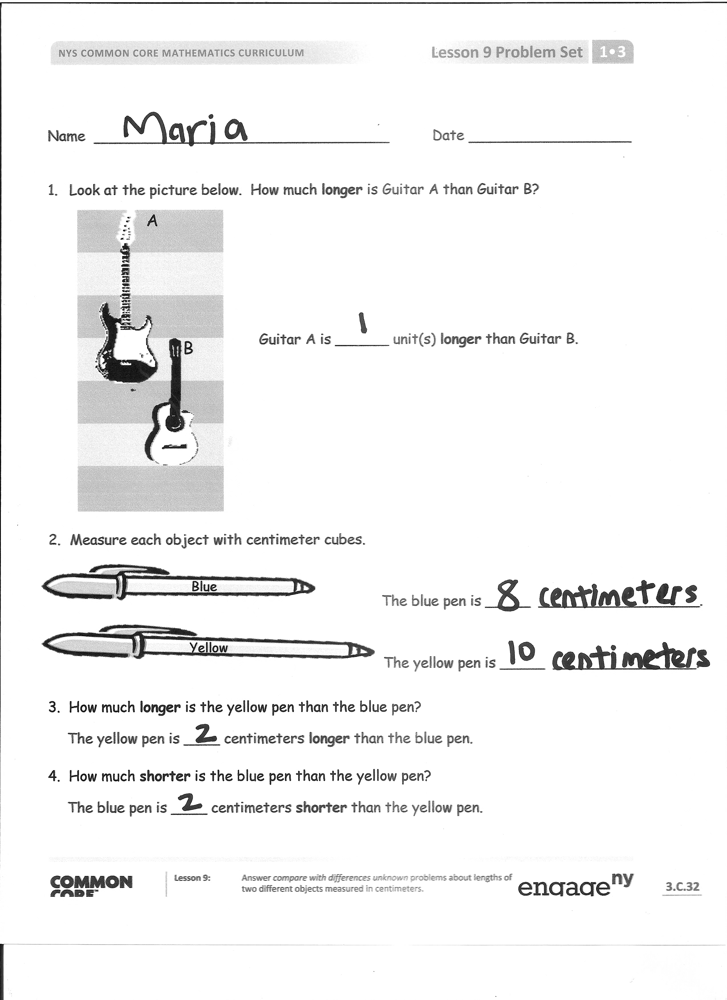 NYS COMMON CORE MATHEMATICS CURRICULUM Lesson 9 Problem Set 1•3
Name Maria Date
1. Look at the picture below. How much longer is Guitar A than Guitar B?
A
B
Guitar A is 1 unit(s) longer than Guitar B.
2. Measure each object with centimeter cubes.
Blue
The blue pen is 8 centimeters.
Yellow
The yellow pen is 10 centimeters.
3. How much longer is the yellow pen than the blue pen?
The yellow pen is 2 centimeters longer than the blue pen.
4. How much shorter is the blue pen than the yellow pen?
The blue pen is 2 centimeters shorter than the yellow pen.
COMMON
CORE™
Lesson 9:
Answer compare with differences unknown problems about lengths of
two different objects measured in centimeters.
engageny
3.C.32